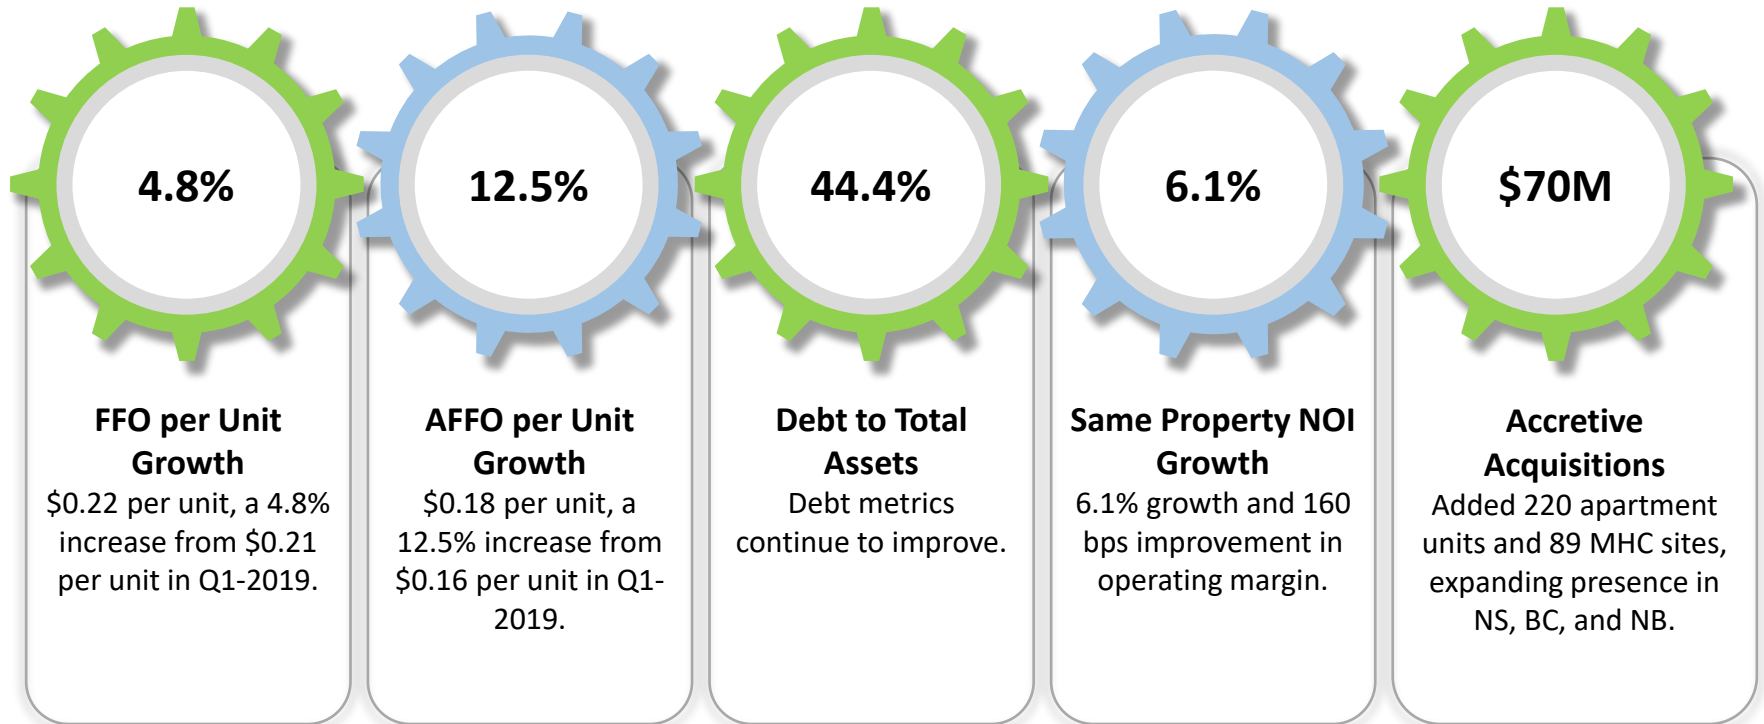 4.8%
FFO per Unit
Growth
$0.22 per unit, a 4.8%
increase from $0.21
per unit in Q1-2019.
12.5%
AFFO per Unit
Growth
$0.18 per unit, a
12.5% increase from
$0.16 per unit in Q1-
2019.
44.4%
Debt to Total
Assets
Debt metrics
continue to improve.
6.1%
Same Property NOI
Growth
6.1% growth and 160
bps improvement in
operating margin.
$70M
Accretive
Acquisitions
Added 220 apartment
units and 89 MHC sites,
expanding presence in
NS, BC, and NB.